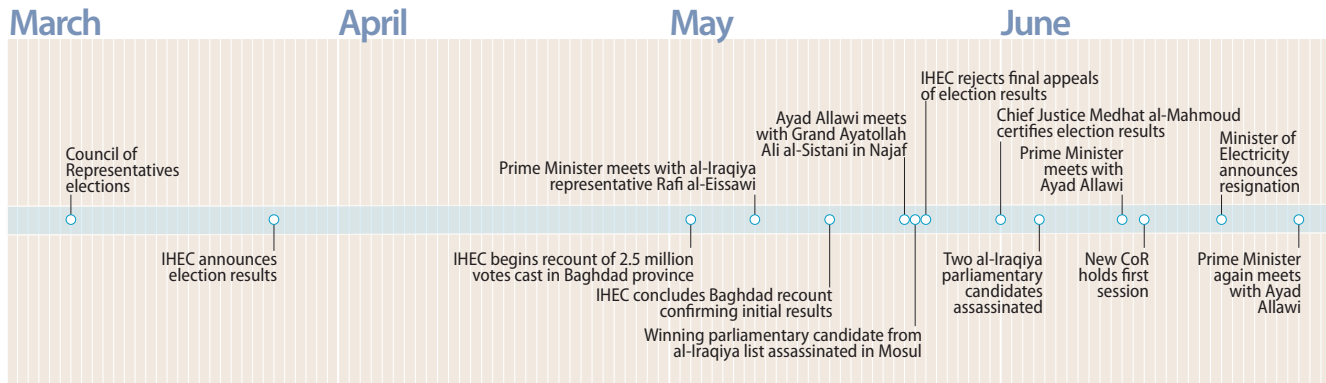 March
April
May
June
Council of
Representatives
elections
IHEC announces
election results
IHEC begins recount of 2.5 million
votes cast in Baghdad province
Prime Minister meets with al-Iraqiya
representative Rafi al-Eissawi
IHEC concludes Baghdad recount
confirming initial results
Ayad Allawi meets
with Grand Ayatollah
Ali al-Sistani in Najaf
Winning parliamentary candidate from
al-Iraqiya list assassinated in Mosul
IHEC rejects final appeals
of election results
Chief Justice Medhat al-Mahmoud
certifies election results
Two al-Iraqiya
parliamentary
candidates
assassinated
Prime Minister
meets with
Ayad Allawi
New CoR
holds first
session
Minister of
Electricity
announces
resignation
Prime Minister
again meets
with Ayad
Allawi